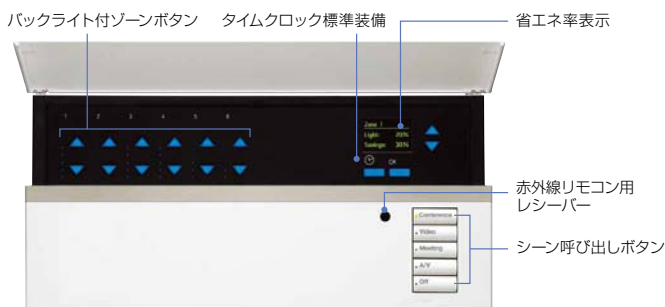 バックライト付ゾーンボタン
タイムクロック標準装備
省エネ率表示
1 2 3 4 5 6
Zone 1
Light: 70%
Savings: 30%
OK
赤外線リモコン用
レシーバー
Conference
Video
Meeting
A/V
Off
シーン呼び出しボタン